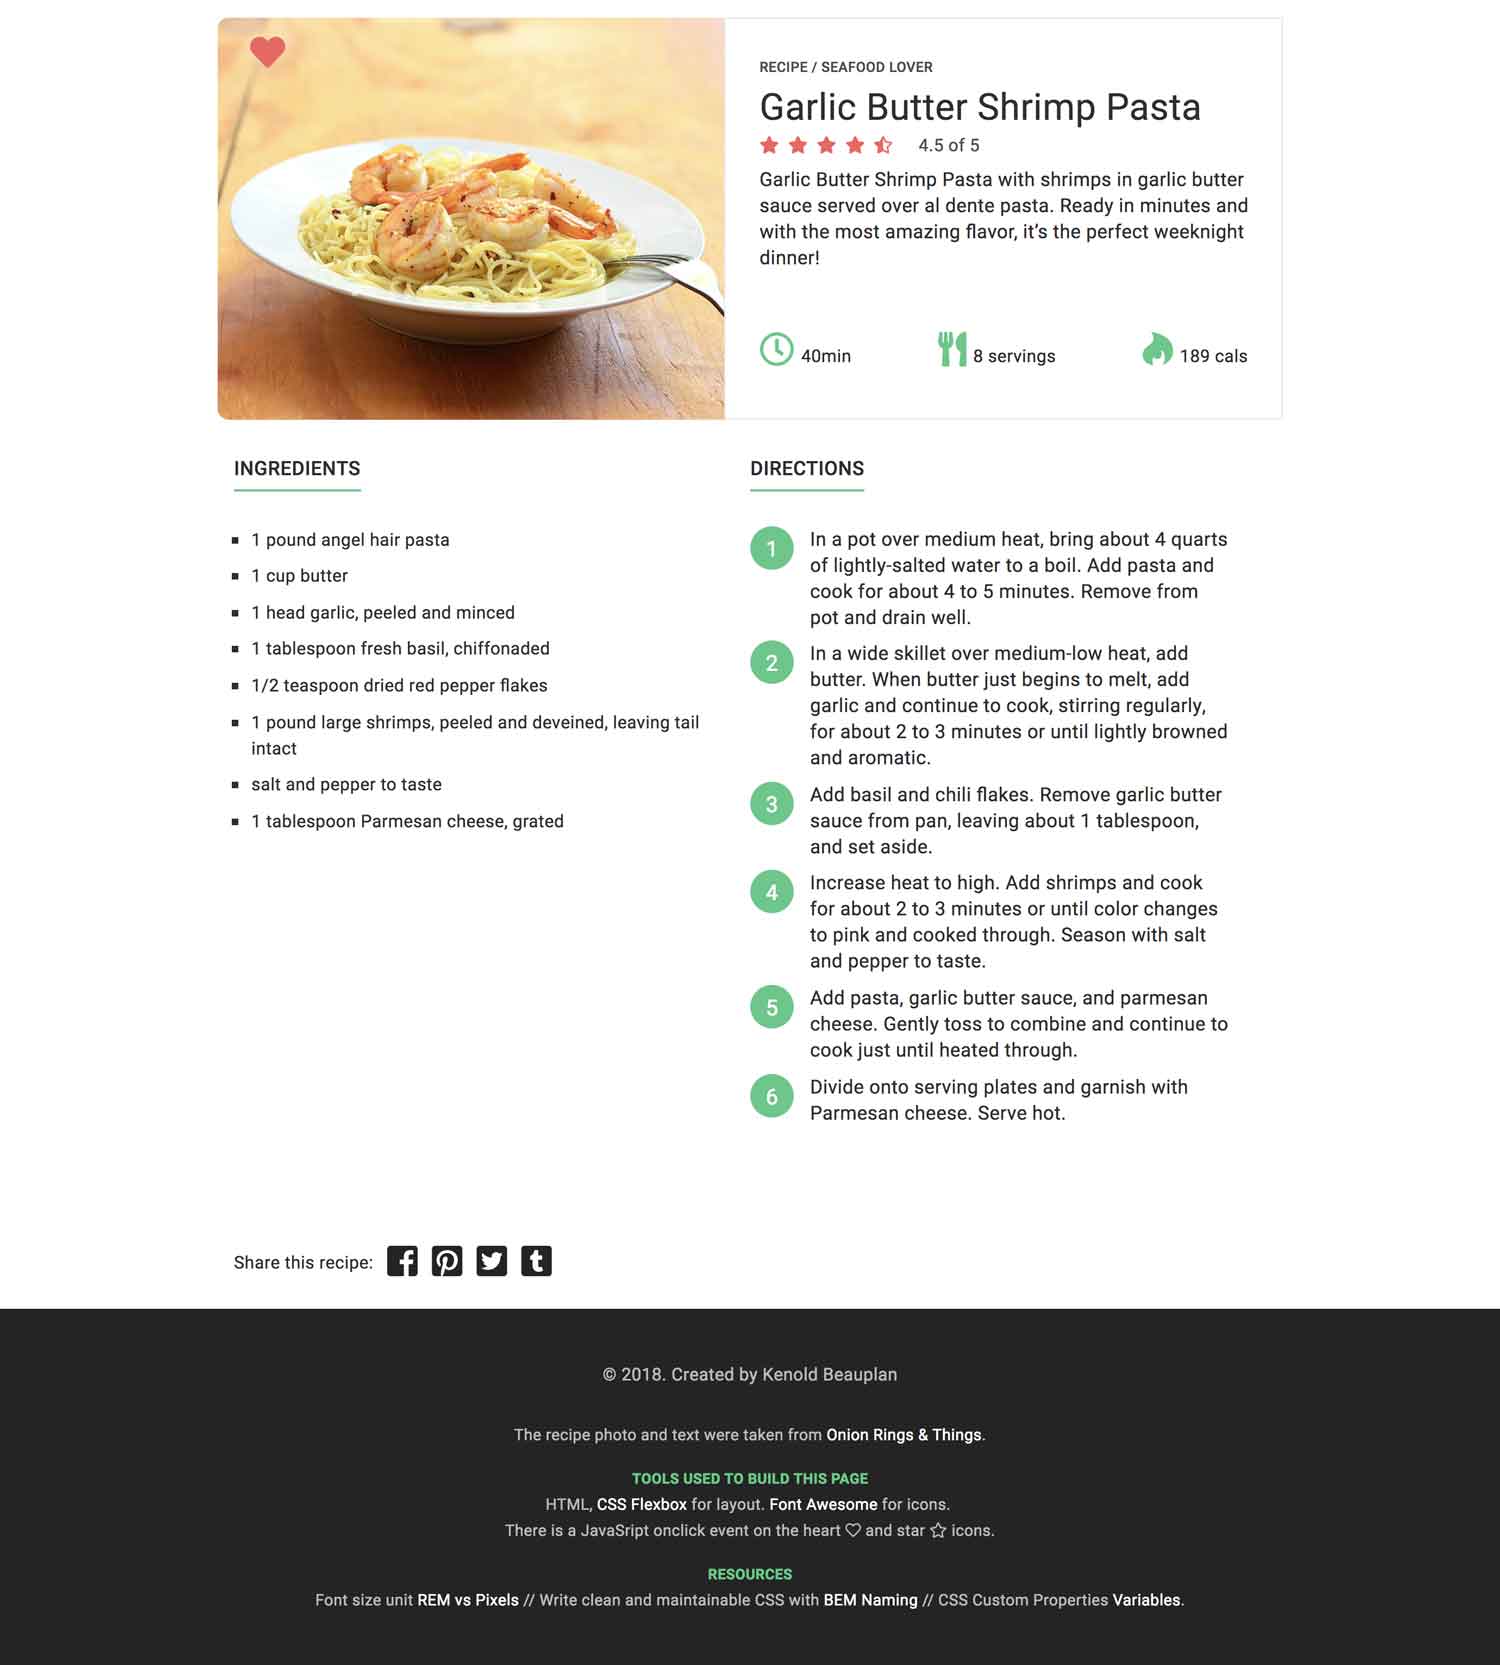 RECIPE / SEAFOOD LOVER
Garlic Butter Shrimp Pasta
4.5 of 5
Garlic Butter Shrimp Pasta with shrimps in garlic butter
sauce served over al dente pasta. Ready in minutes and
with the most amazing flavor, it’s the perfect weeknight
dinner!
40min
8 servings
189 cals
INGREDIENTS
1 pound angel hair pasta
1 cup butter
1 head garlic, peeled and minced
1 tablespoon fresh basil, chiffonaded
1/2 teaspoon dried red pepper flakes
1 pound large shrimps, peeled and deveined, leaving tail
intact
salt and pepper to taste
1 tablespoon Parmesan cheese, grated
DIRECTIONS
1 In a pot over medium heat, bring about 4 quarts
of lightly-salted water to a boil. Add pasta and
cook for about 4 to 5 minutes. Remove from
pot and drain well.
2 In a wide skillet over medium-low heat, add
butter. When butter just begins to melt, add
garlic and continue to cook, stirring regularly,
for about 2 to 3 minutes or until lightly browned
and aromatic.
3 Add basil and chili flakes. Remove garlic butter
sauce from pan, leaving about 1 tablespoon,
and set aside.
4 Increase heat to high. Add shrimps and cook
for about 2 to 3 minutes or until color changes
to pink and cooked through. Season with salt
and pepper to taste.
5 Add pasta, garlic butter sauce, and parmesan
cheese. Gently toss to combine and continue to
cook just until heated through.
6 Divide onto serving plates and garnish with
Parmesan cheese. Serve hot.
Share this recipe:
© 2018. Created by Kenold Beauplan
The recipe photo and text were taken from Onion Rings & Things.
TOOLS USED TO BUILD THIS PAGE
HTML, CSS Flexbox for layout. Font Awesome for icons.
There is a JavaSript onclick event on the heart and star icons.
RESOURCES
Font size unit REM vs Pixels // Write clean and maintainable CSS with BEM Naming // CSS Custom Properties Variables.